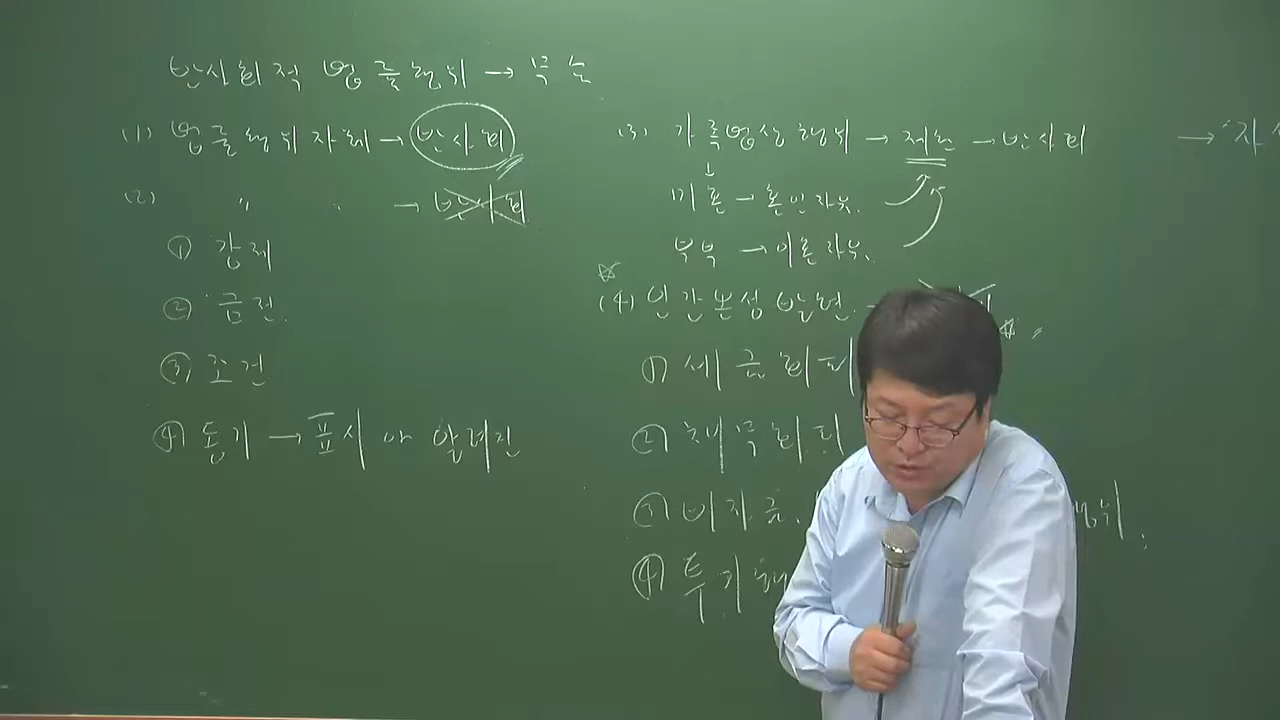 반사회적 법률행위 → 무효
(1) 법률행위 자체 → 반사회
(2) 〃 〃 → 반사회
① 강제
② 금전.
③ 조건
④ 동기 → 표시 or 알려진
(3) 가족법상 행위 → 제한 → 반사회 →
↓
미혼 → 혼인자유.
부부 → 이혼자유.
☆
(4) 인간본성 발현.
① 세금회피
② 채무회피
③ 비자금. 행위.
④ 투기